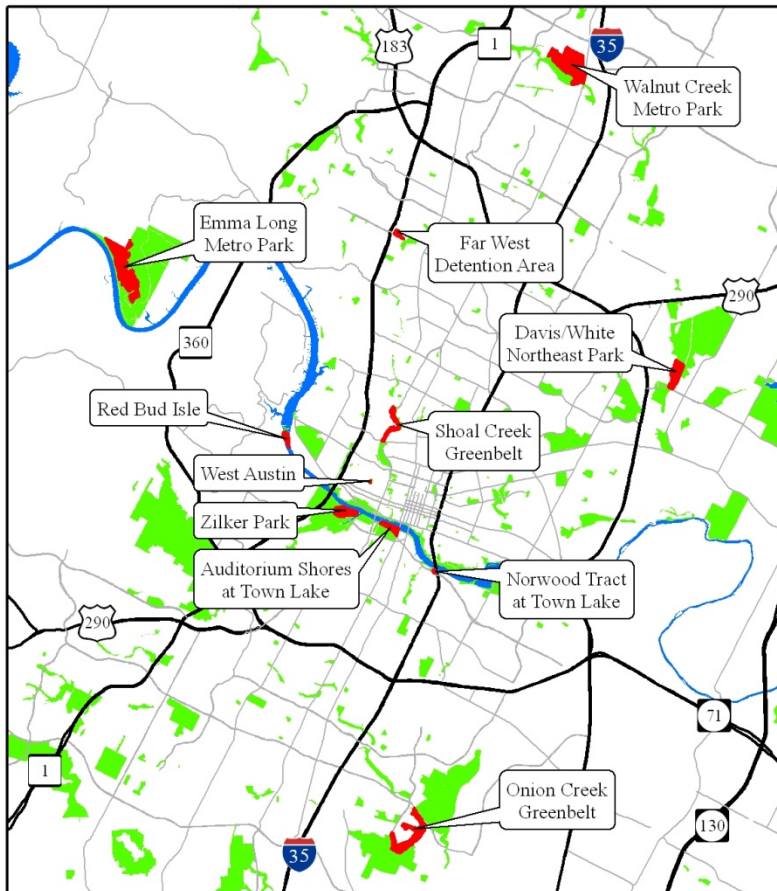 183
1
35
Walnut Creek
Metro Park
Emma Long
Metro Park
Far West
Detention Area
290
Davis/White
Northeast Park
360
Red Bud Isle
Shoal Creek
Greenbelt
West Austin
Zilker Park
Auditorium Shores
at Town Lake
Norwood Tract
at Town Lake
290
71
1
Onion Creek
Greenbelt
130
35